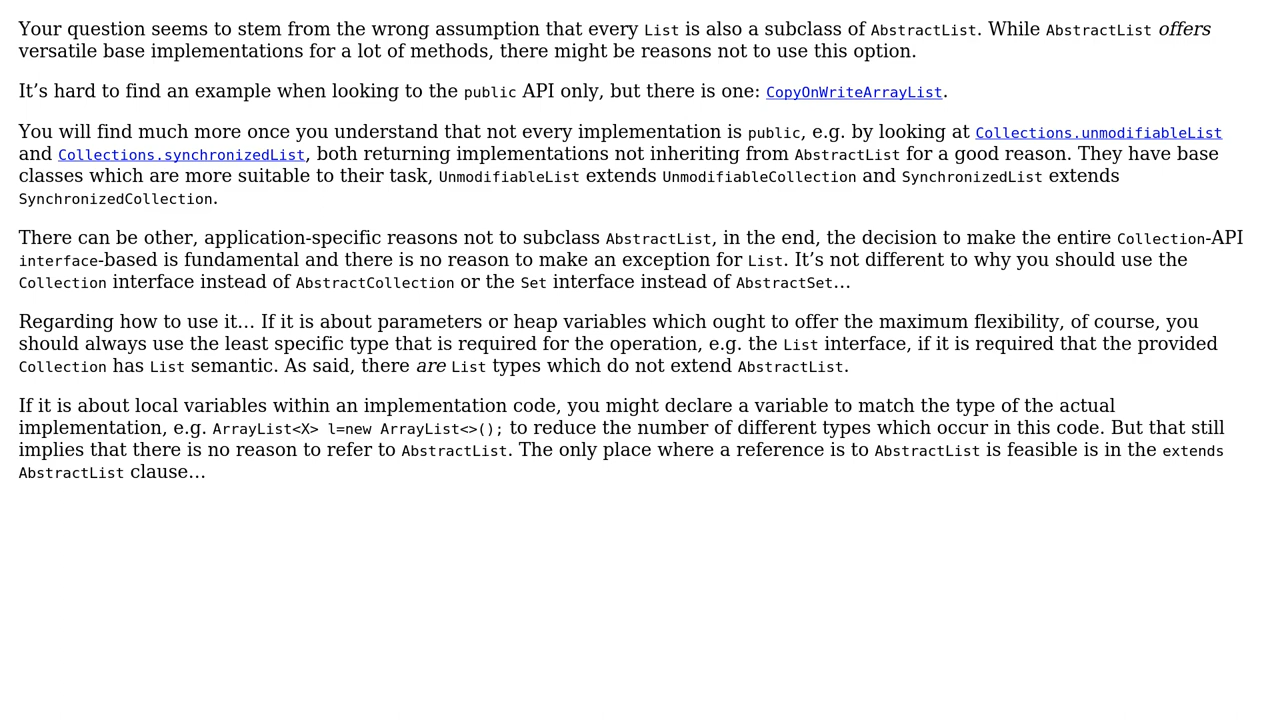 Your question seems to stem from the wrong assumption that every List is also a subclass of AbstractList. While AbstractList offers
versatile base implementations for a lot of methods, there might be reasons not to use this option.
It’s hard to find an example when looking to the public API only, but there is one: CopyOnWriteArrayList.
You will find much more once you understand that not every implementation is public, e.g. by looking at Collections.unmodifiableList
and Collections.synchronizedList, both returning implementations not inheriting from AbstractList for a good reason. They have base
classes which are more suitable to their task, UnmodifiableList extends UnmodifiableCollection and SynchronizedList extends
SynchronizedCollection.
There can be other, application-specific reasons not to subclass AbstractList, in the end, the decision to make the entire Collection-API
interface-based is fundamental and there is no reason to make an exception for List. It’s not different to why you should use the
Collection interface instead of AbstractCollection or the Set interface instead of AbstractSet…
Regarding how to use it… If it is about parameters or heap variables which ought to offer the maximum flexibility, of course, you
should always use the least specific type that is required for the operation, e.g. the List interface, if it is required that the provided
Collection has List semantic. As said, there are List types which do not extend AbstractList.
If it is about local variables within an implementation code, you might declare a variable to match the type of the actual
implementation, e.g. ArrayList<X> l=new ArrayList<>(); to reduce the number of different types which occur in this code. But that still
implies that there is no reason to refer to AbstractList. The only place where a reference is to AbstractList is feasible is in the extends
AbstractList clause…